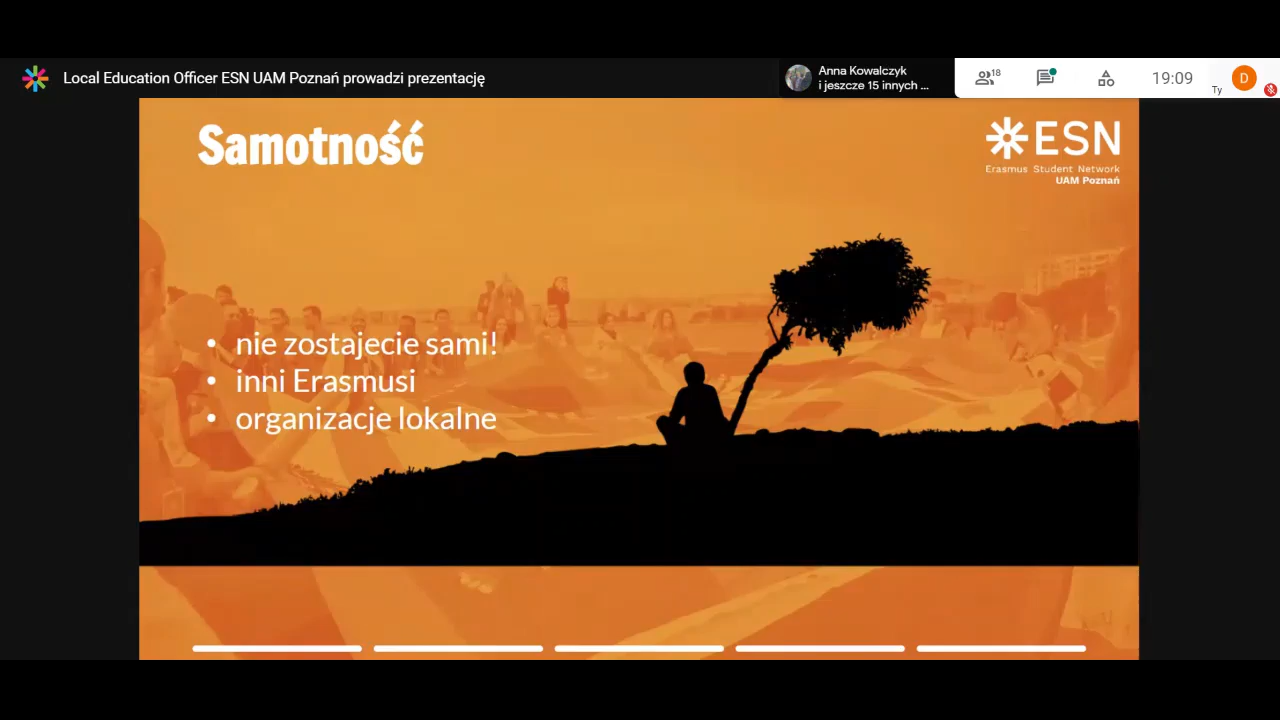 Local Education Officer ESN UAM Poznań prowadzi prezentację
Anna Kowalczyk
i jeszcze 15 innych ...
18
19:09
Ty
D
Samotność
ESN
Erasmus Student Network
UAM Poznań
• nie zostajecie sami!
• inni Erasmusi
• organizacje lokalne